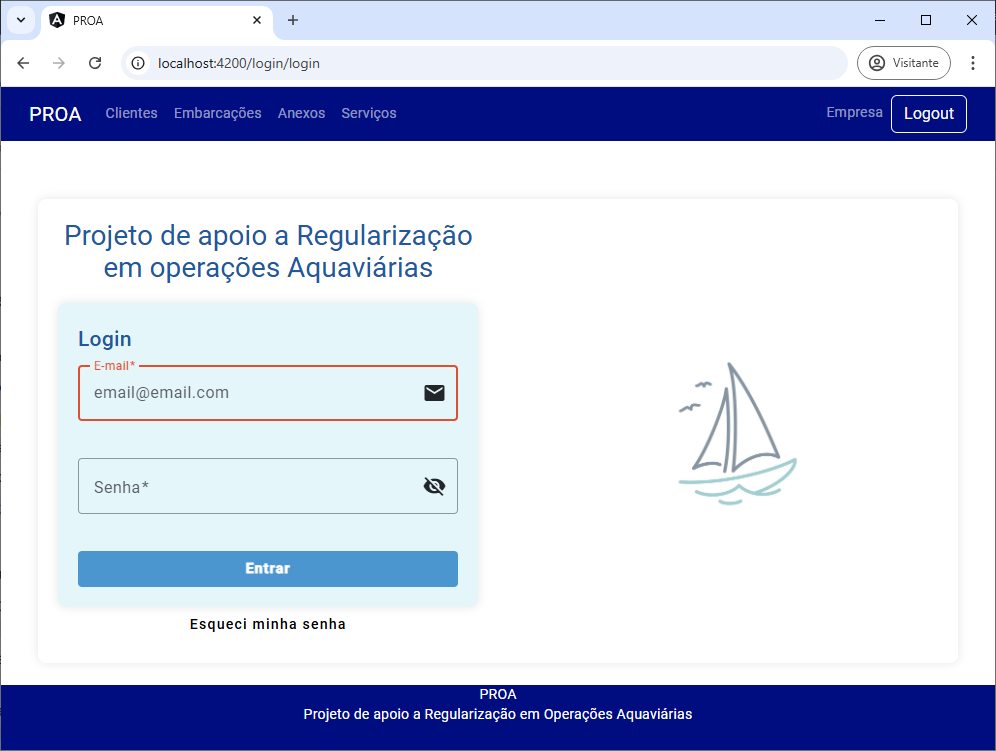 PROA
localhost:4200/login/login
Visitante
PROA Clientes Embarcações Anexos Serviços Empresa Logout
Projeto de apoio a Regularização
em operações Aquaviárias
Login
E-mail*
email@email.com
Senha*
Entrar
Esqueci minha senha
PROA
Projeto de apoio a Regularização em Operações Aquaviárias